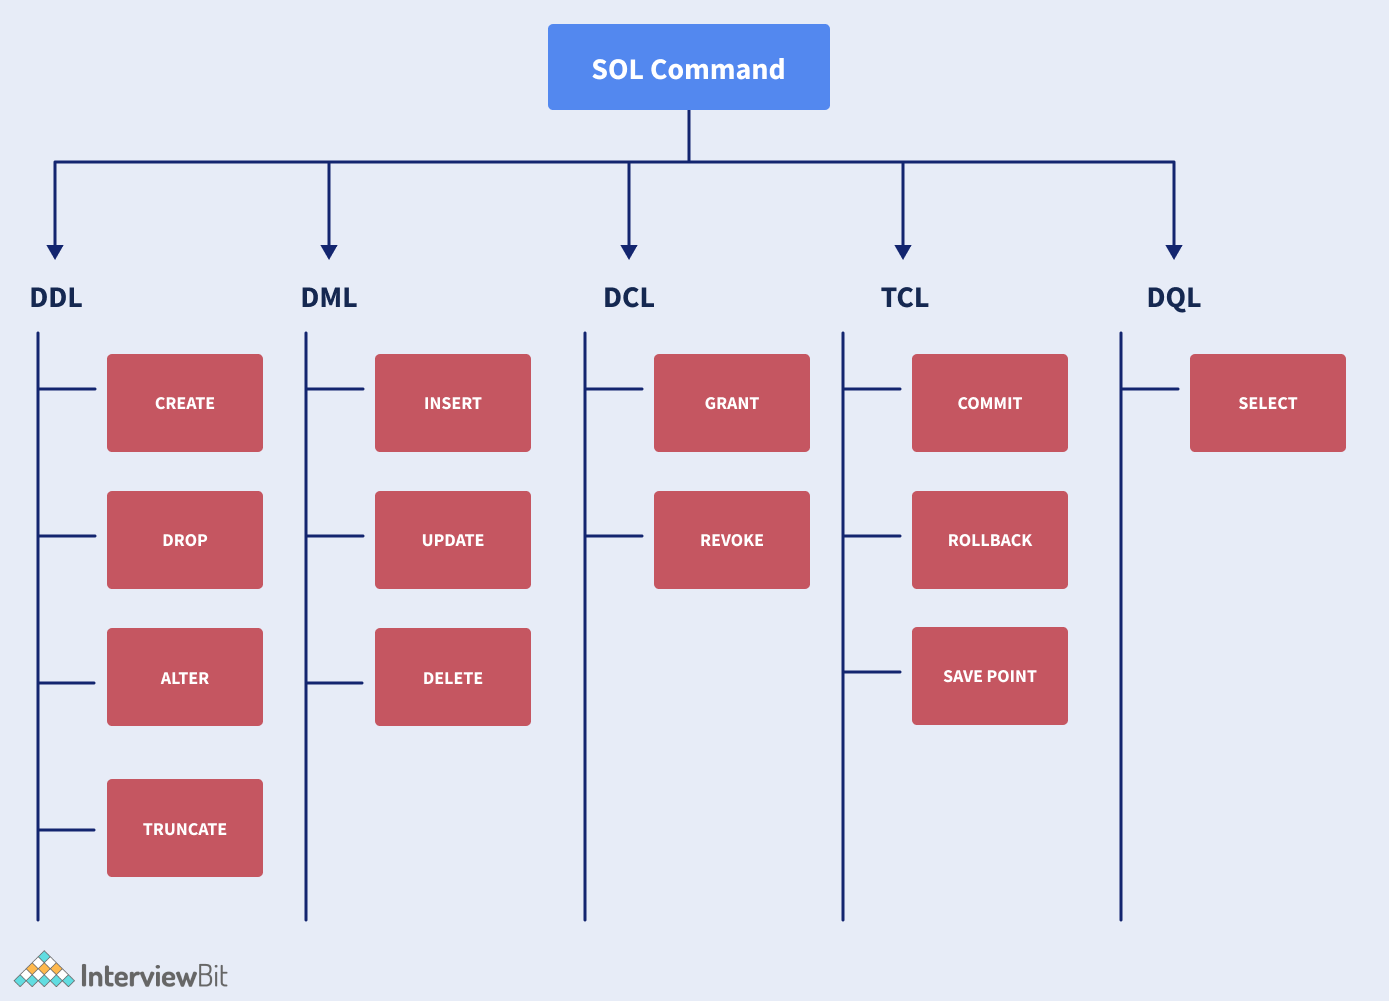 SOL Command
DDL
DML
DCL
TCL
DQL
CREATE
INSERT
GRANT
COMMIT
SELECT
DROP
UPDATE
REVOKE
ROLLBACK
ALTER
DELETE
SAVE POINT
TRUNCATE
InterviewBit